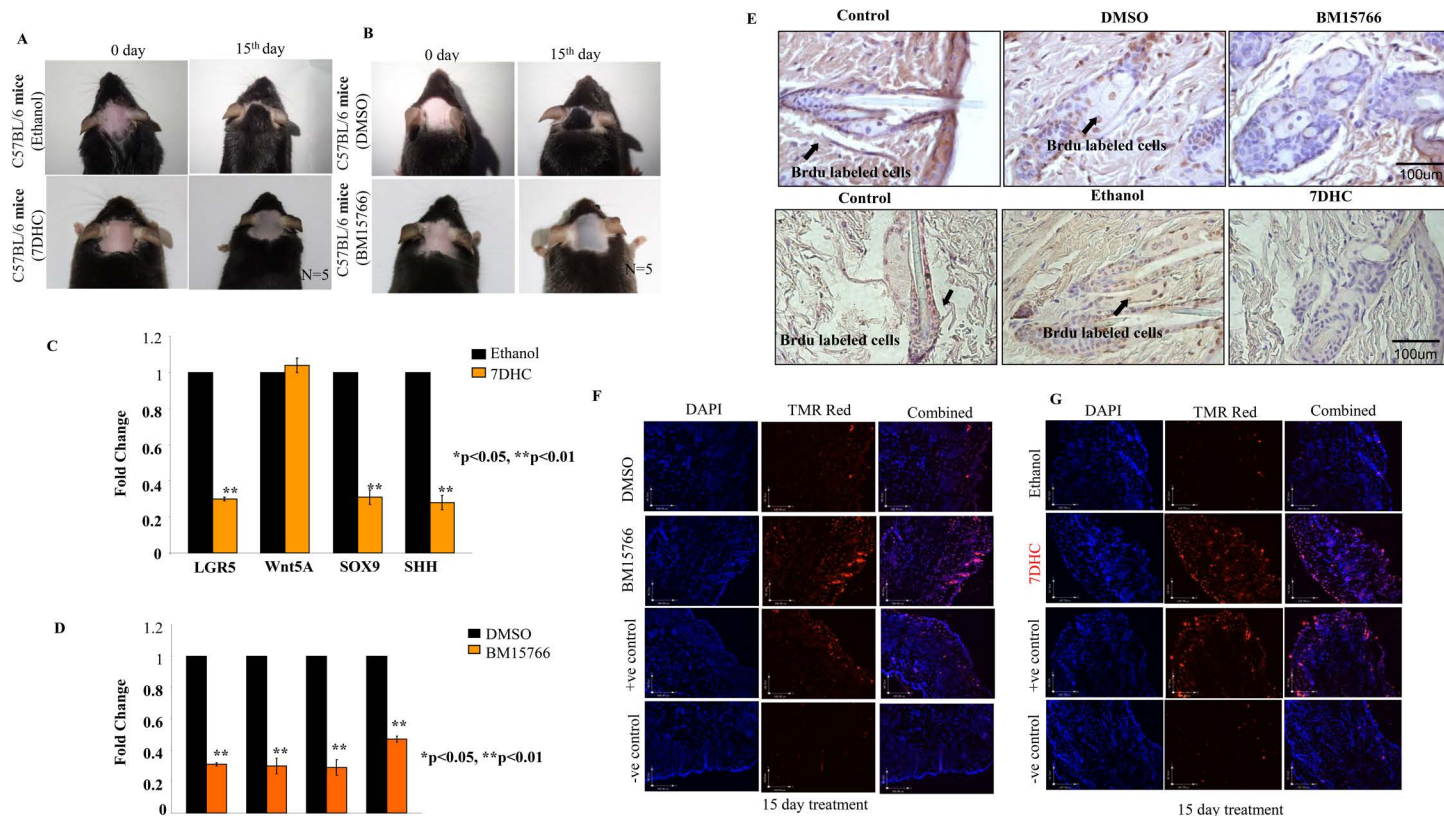 A
0 day
15th day
C57BL/6 mice
(Ethanol)
C57BL/6 mice
(7DHC)
N=5
B
0 day
15th day
C57BL/6 mice
(DMSO)
C57BL/6 mice
(BM15766)
N=5
C
Fold Change
1.2
1
0.8
0.6
0.4
0.2
0
Ethanol
7DHC
**
**
**
*p<0.05, **p<0.01
LGR5 Wnt5A SOX9 SHH
D
Fold Change
1.2
1
0.8
0.6
0.4
0.2
0
DMSO
BM15766
**
**
**
**
*p<0.05, **p<0.01
E
Control DMSO BM15766
Brdu labeled cells
Brdu labeled cells
100um
Control Ethanol 7DHC
Brdu labeled cells
Brdu labeled cells
100um
F
DAPI TMR Red Combined
DMSO
BM15766
+ve control
-ve control
15 day treatment
G
DAPI TMR Red Combined
Ethanol
7DHC
+ve control
-ve control
15 day treatment